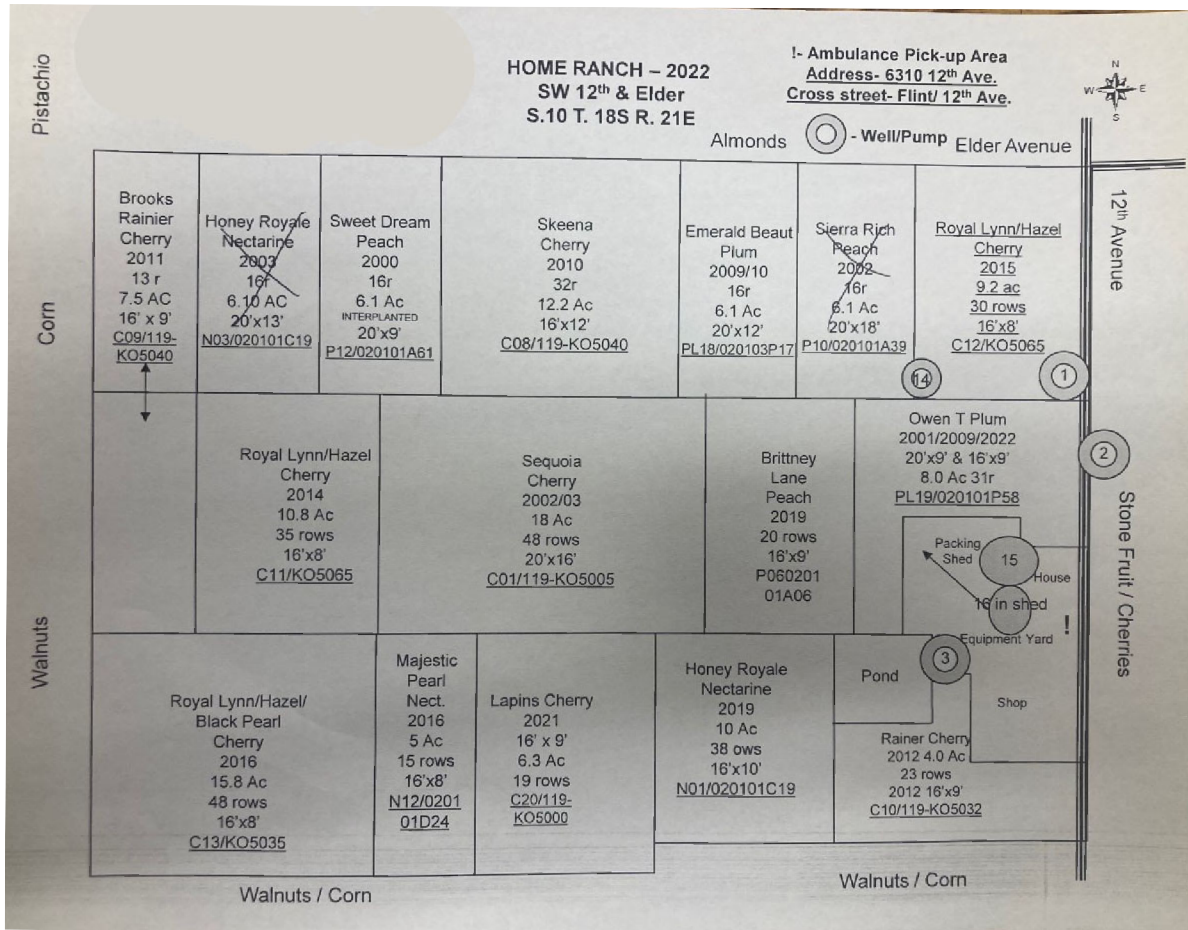 HOME RANCH – 2022
SW 12th & Elder
S.10 T. 18S R. 21E
!- Ambulance Pick-up Area
Address- 6310 12th Ave.
Cross street- Flint/ 12th Ave.
N
W E
S
Pistachio
Almonds
- Well/Pump
Elder Avenue
Brooks
Rainier
Cherry
2011
13 r
7.5 AC
16' x 9'
C09/119-
KO5040
Honey Royale
Nectarine
2003
16r
6.10 AC
20'x13'
N03/020101C19
Sweet Dream
Peach
2000
16r
6.1 Ac
INTERPLANTED
20'x9'
P12/020101A61
Skeena
Cherry
2010
32r
12.2 Ac
16'x12'
C08/119-KO5040
Emerald Beaut
Plum
2009/10
16r
6.1 Ac
20'x12'
PL18/020103P17
Sierra Rich
Peach
2002
16r
6.1 Ac
20'x18'
P10/020101A39
Royal Lynn/Hazel
Cherry
2015
9.2 ac
30 rows
16'x8'
C12/KO5065
12th Avenue
Corn
14
1
2
Royal Lynn/Hazel
Cherry
2014
10.8 Ac
35 rows
16'x8'
C11/KO5065
Sequoia
Cherry
2002/03
18 Ac
48 rows
20'x16'
C01/119-KO5005
Brittney
Lane
Peach
2019
20 rows
16'x9'
P060201
01A06
Owen T Plum
2001/2009/2022
20'x9' & 16'x9'
8.0 Ac 31r
PL19/020101P58
Packing
Shed
15
House
16 in shed
!
Equipment Yard
Stone Fruit / Cherries
Walnuts
Royal Lynn/Hazel/
Black Pearl
Cherry
2016
15.8 Ac
48 rows
16'x8'
C13/KO5035
Majestic
Pearl
Nect.
2016
5 Ac
15 rows
16'x8'
N12/0201
01D24
Lapins Cherry
2021
16' x 9'
6.3 Ac
19 rows
C20/119-
KO5000
Honey Royale
Nectarine
2019
10 Ac
38 ows
16'x10'
N01/020101C19
Pond
3
Shop
Rainer Cherry
2012 4.0 Ac
23 rows
2012 16'x9'
C10/119-KO5032
Walnuts / Corn
Walnuts / Corn